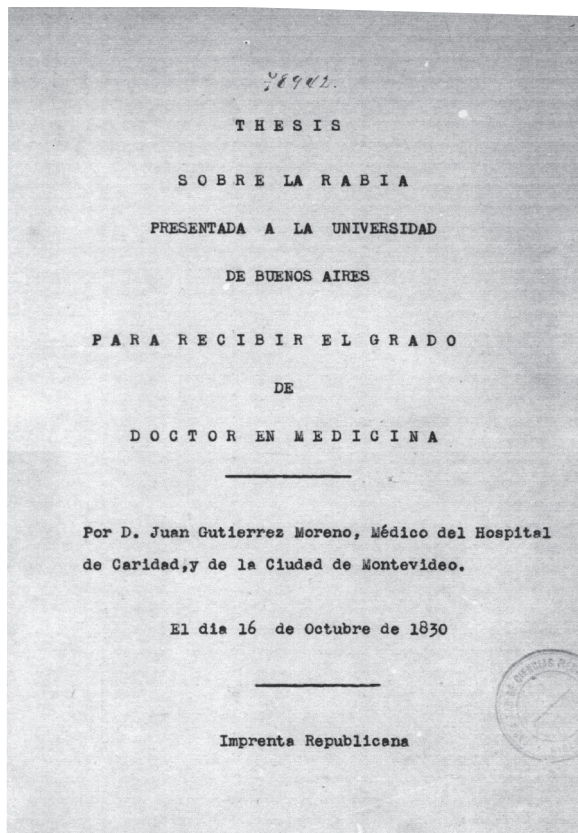 THESIS
SOBRE LA RABIA
PRESENTADA A LA UNIVERSIDAD
DE BUENOS AIRES
PARA RECIBIR EL GRADO
DE
DOCTOR EN MEDICINA
Por D. Juan Gutierrez Moreno, Médico del Hospital
de Caridad,y de la Ciudad de Montevideo.
El dia 16 de Octubre de 1830
Imprenta Republicana
DE CIENCIAS